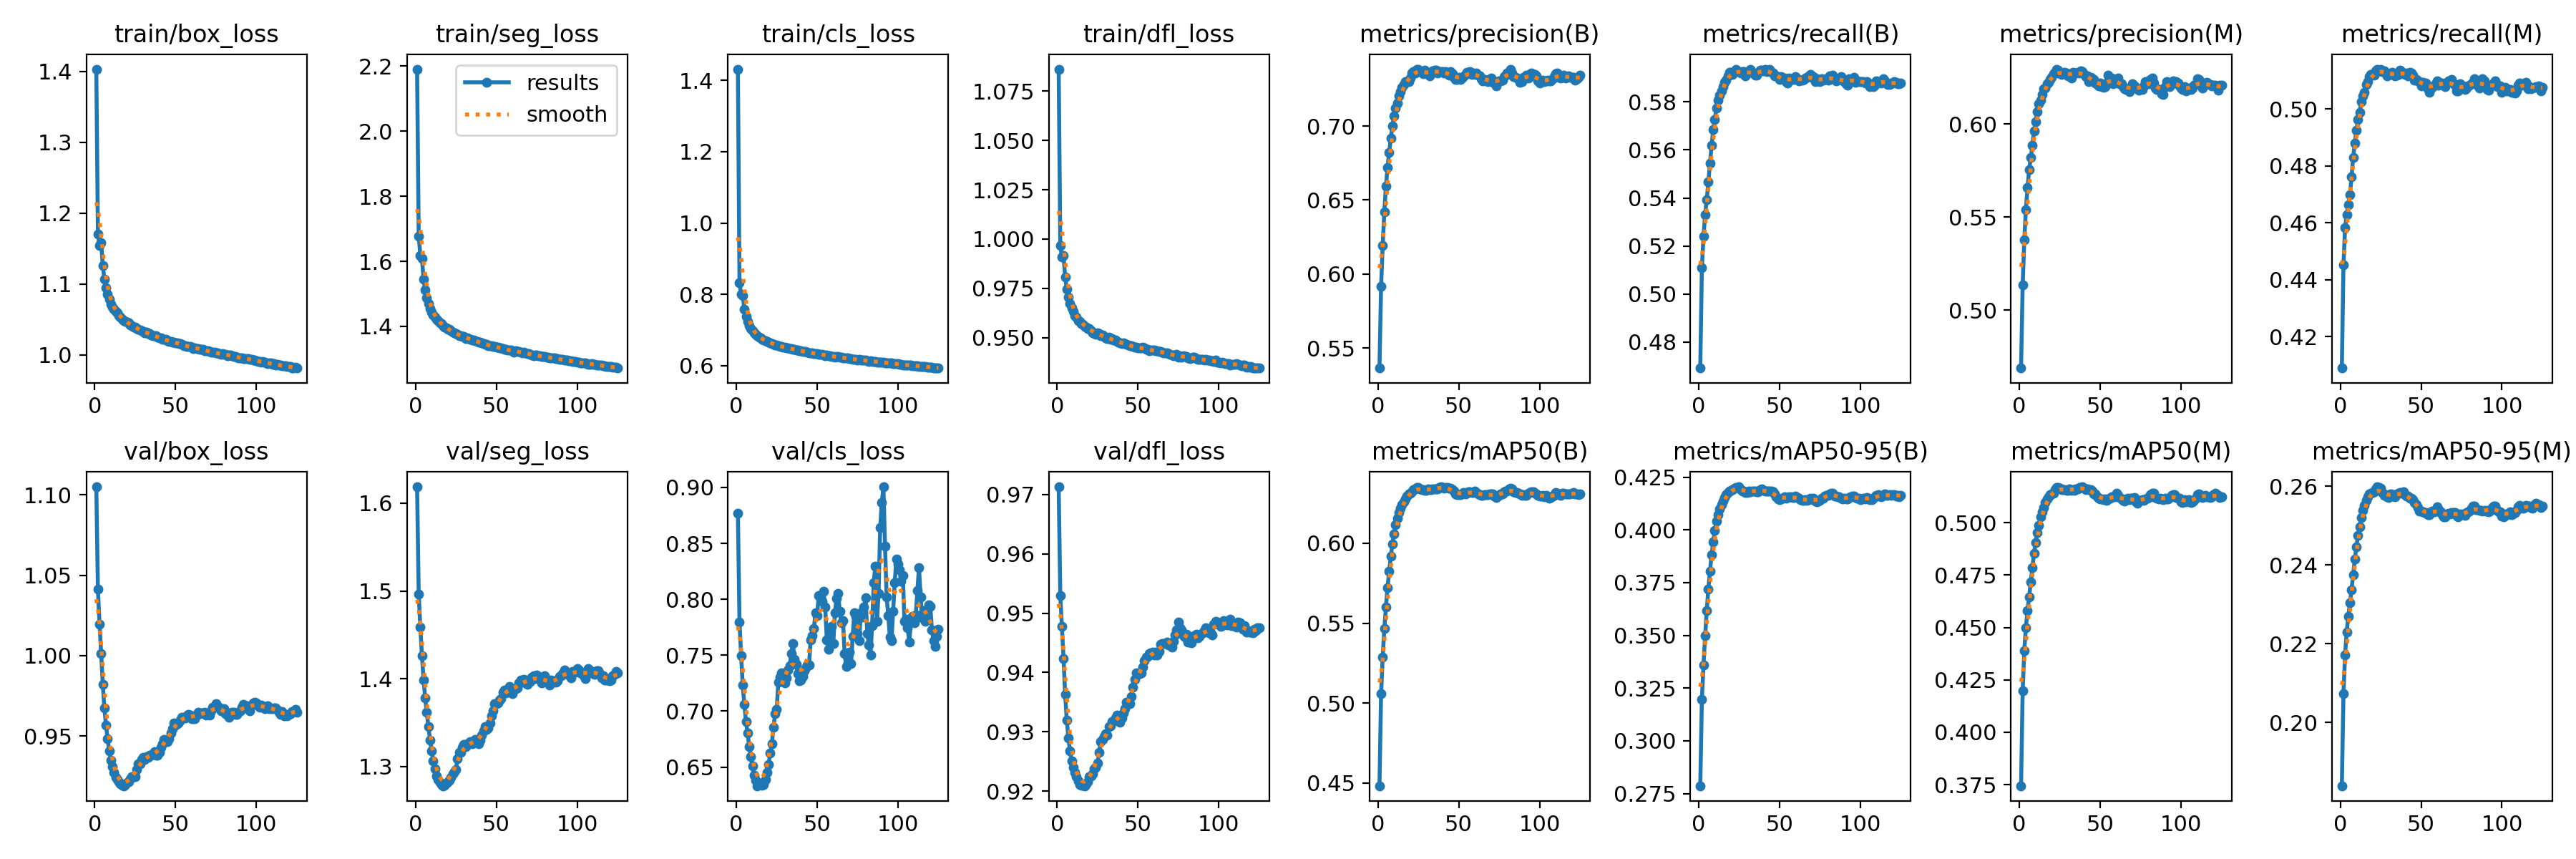 train/box_loss
1.4
1.3
1.2
1.1
1.0
0 50 100
train/seg_loss
results
smooth
2.2
2.0
1.8
1.6
1.4
0 50 100
train/cls_loss
1.4
1.2
1.0
0.8
0.6
0 50 100
train/dfl_loss
1.075
1.050
1.025
1.000
0.975
0.950
0 50 100
metrics/precision(B)
0.70
0.65
0.60
0.55
0 50 100
metrics/recall(B)
0.58
0.56
0.54
0.52
0.50
0.48
0 50 100
metrics/precision(M)
0.60
0.55
0.50
0 50 100
metrics/recall(M)
0.50
0.48
0.46
0.44
0.42
0 50 100
val/box_loss
1.10
1.05
1.00
0.95
0 50 100
val/seg_loss
1.6
1.5
1.4
1.3
0 50 100
val/cls_loss
0.90
0.85
0.80
0.75
0.70
0.65
0 50 100
val/dfl_loss
0.97
0.96
0.95
0.94
0.93
0.92
0 50 100
metrics/mAP50(B)
0.60
0.55
0.50
0.45
0 50 100
metrics/mAP50-95(B)
0.425
0.400
0.375
0.350
0.325
0.300
0.275
0 50 100
metrics/mAP50(M)
0.500
0.475
0.450
0.425
0.400
0.375
0 50 100
metrics/mAP50-95(M)
0.26
0.24
0.22
0.20
0 50 100